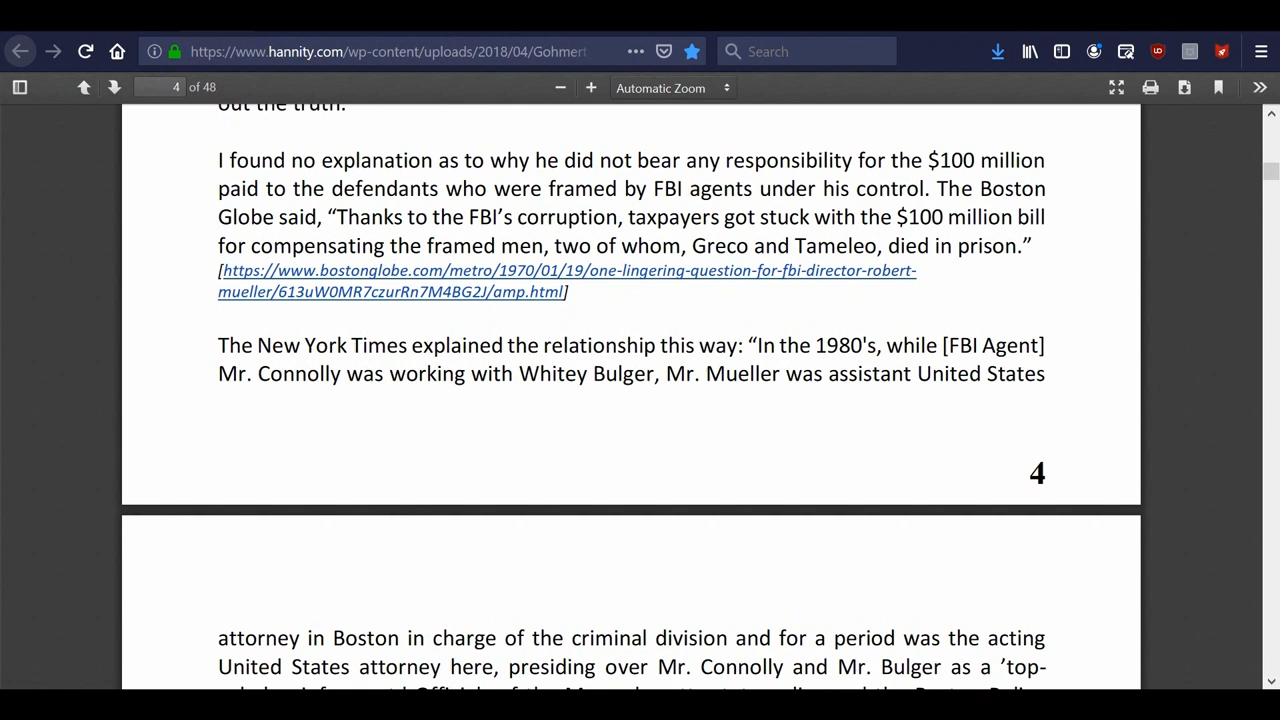 https://www.hannity.com/wp-content/uploads/2018/04/Gohmert
Search
4 of 48
Automatic Zoom
out the truth.
I found no explanation as to why he did not bear any responsibility for the $100 million
paid to the defendants who were framed by FBI agents under his control. The Boston
Globe said, “Thanks to the FBI’s corruption, taxpayers got stuck with the $100 million bill
for compensating the framed men, two of whom, Greco and Tameleo, died in prison.”
[https://www.bostonglobe.com/metro/1970/01/19/one-lingering-question-for-fbi-director-robert-
mueller/613uW0MR7czurRn7M4BG2J/amp.html]
The New York Times explained the relationship this way: “In the 1980's, while [FBI Agent]
Mr. Connolly was working with Whitey Bulger, Mr. Mueller was assistant United States
4
attorney in Boston in charge of the criminal division and for a period was the acting
United States attorney here, presiding over Mr. Connolly and Mr. Bulger as a ’top-